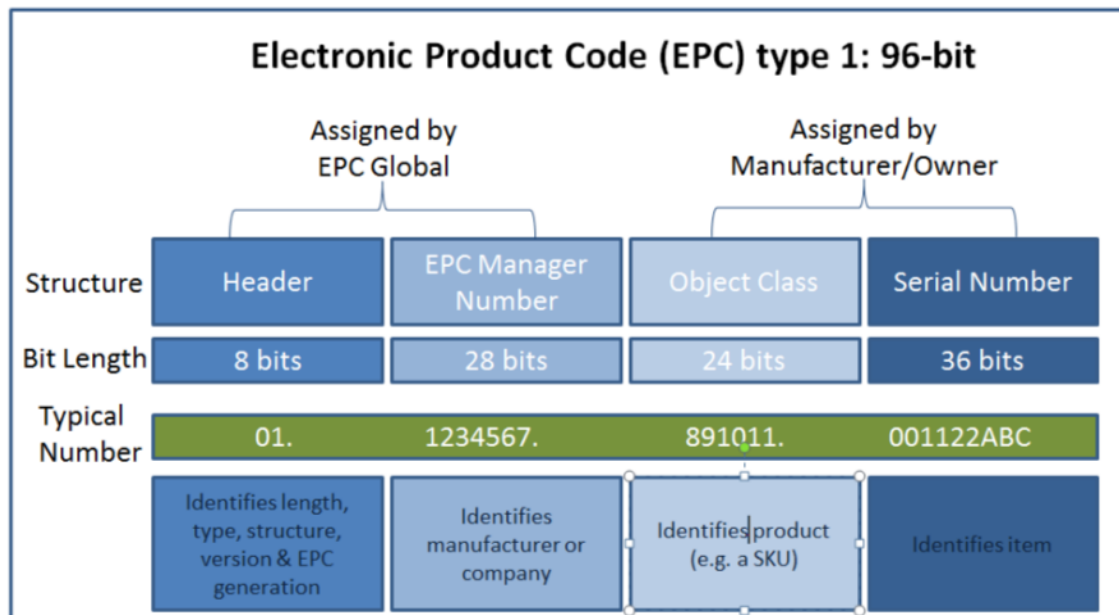 Electronic Product Code (EPC) type 1: 96-bit
Assigned by
EPC Global
Assigned by
Manufacturer/Owner
Structure
Header
EPC Manager
Number
Object Class
Serial Number
Bit Length
8 bits
28 bits
24 bits
36 bits
Typical
Number
01.
1234567.
891011.
001122ABC
Identifies length,
type, structure,
version & EPC
generation
Identifies
manufacturer or
company
Identifies product
(e.g. a SKU)
Identifies item